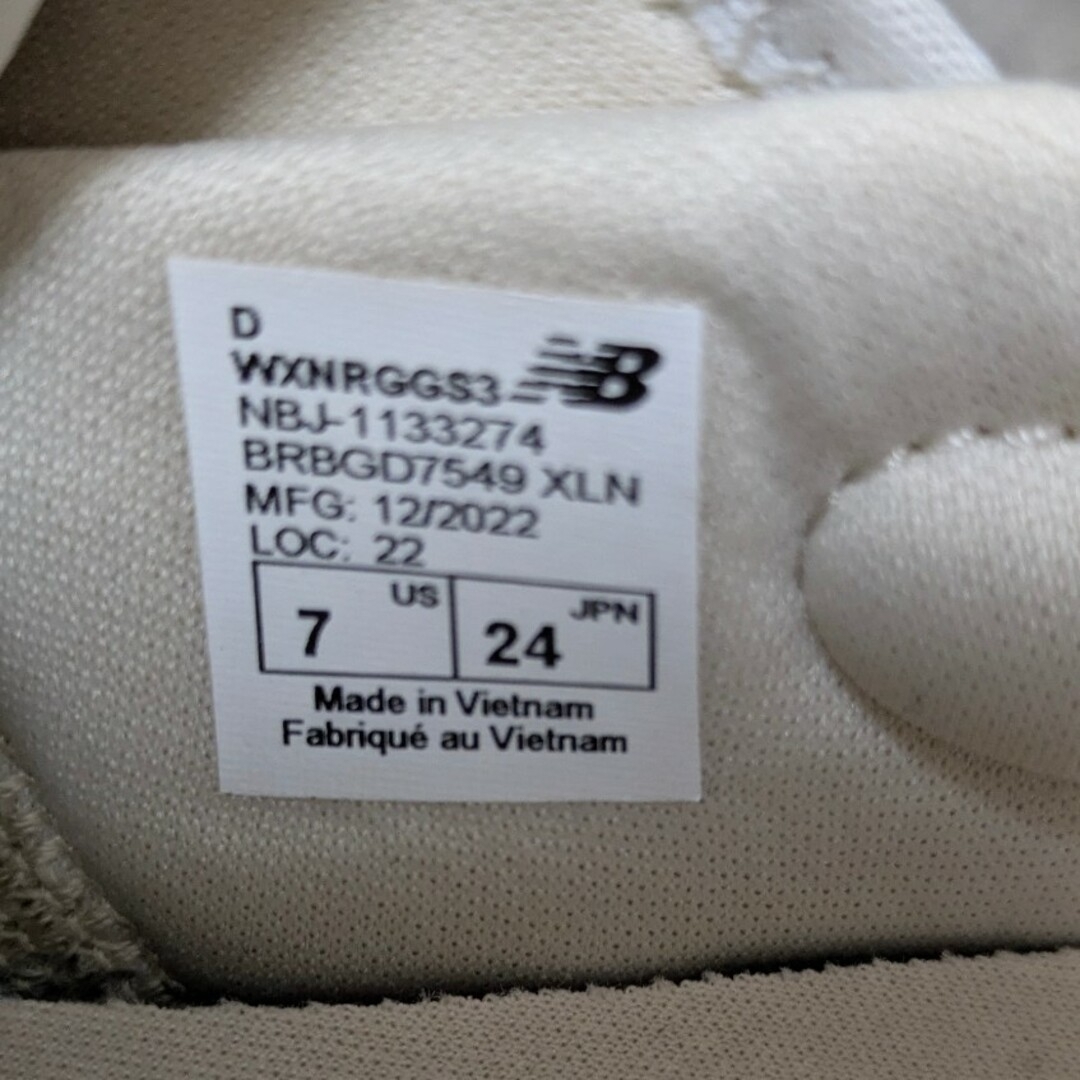 D
WXNRGGS3
NB
NBJ-1133274
BRBGD7549 XLN
MFG: 12/2022
LOC: 22
7 US 24 JPN
Made in Vietnam
Fabriqué au Vietnam